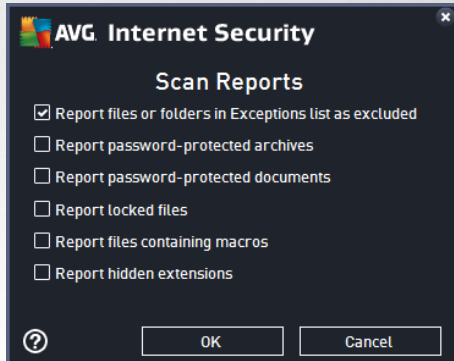 AVG Internet Security
Scan Reports
Report files or folders in Exceptions list as excluded
Report password-protected archives
Report password-protected documents
Report locked files
Report files containing macros
Report hidden extensions
? OK Cancel